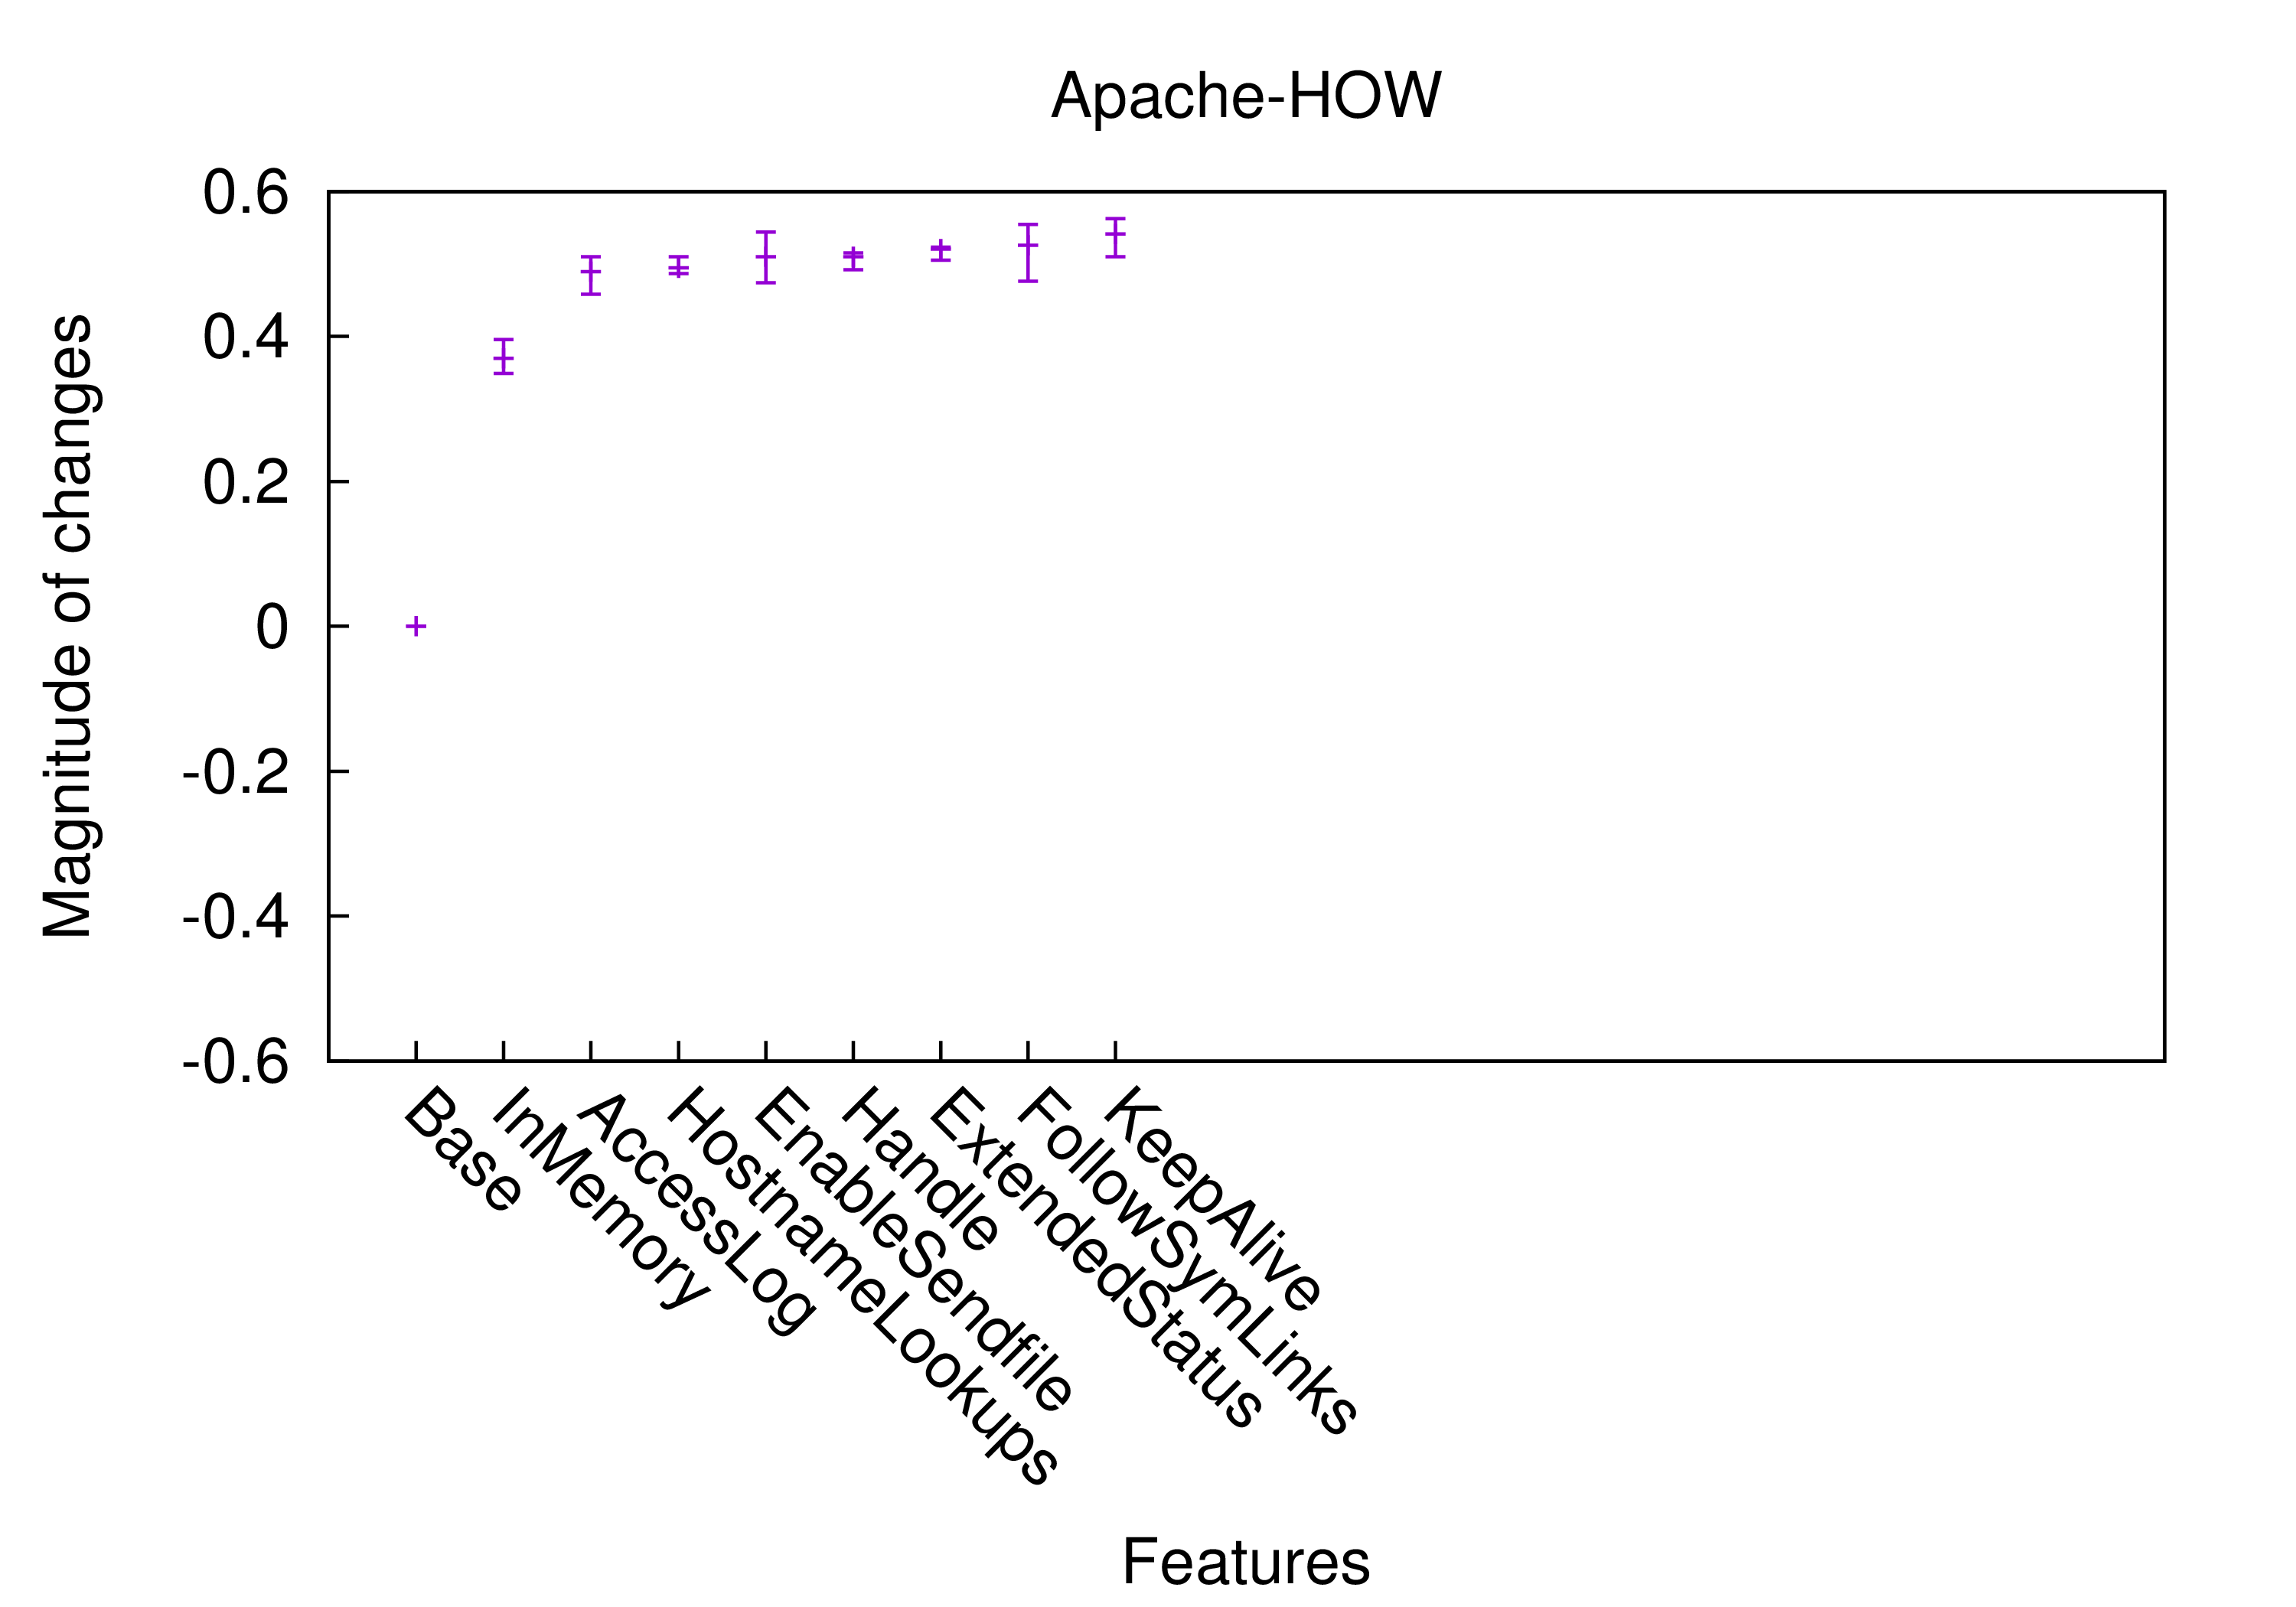 Apache-HOW
0.6
0.4
0.2
0
-0.2
-0.4
-0.6
Magnitude of changes
Base
InMemory
AccessLog
HostnameLookups
EnableSendfile
Handle
ExtendedStatus
FollowSymLinks
KeepAlive
Features